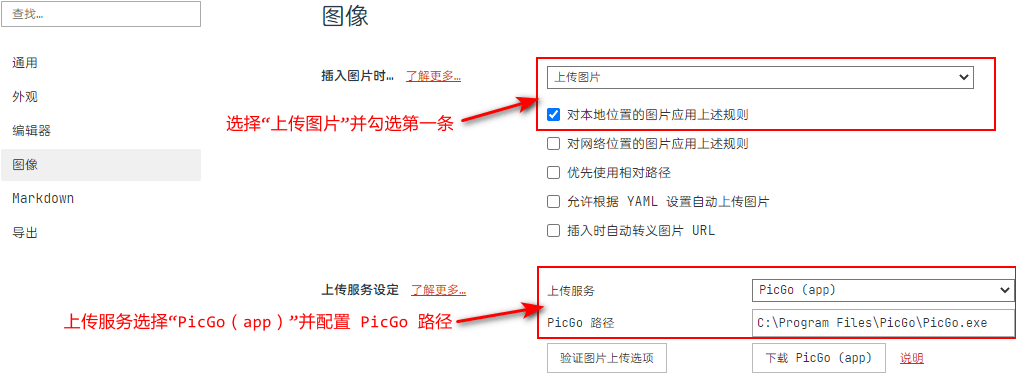 查找…
通用
外观
编辑器
图像
Markdown
导出
图像
插入图片时… 了解更多…
上传图片
选择“上传图片”并勾选第一条
对本地位置的图片应用上述规则
对网络位置的图片应用上述规则
优先使用相对路径
允许根据 YAML 设置自动上传图片
插入时自动转义图片 URL
上传服务设定 了解更多…
上传服务 PicGo (app)
上传服务选择“PicGo（app）”并配置 PicGo 路径
PicGo 路径 C:\Program Files\PicGo\PicGo.exe
验证图片上传选项 下载 PicGo (app) 说明